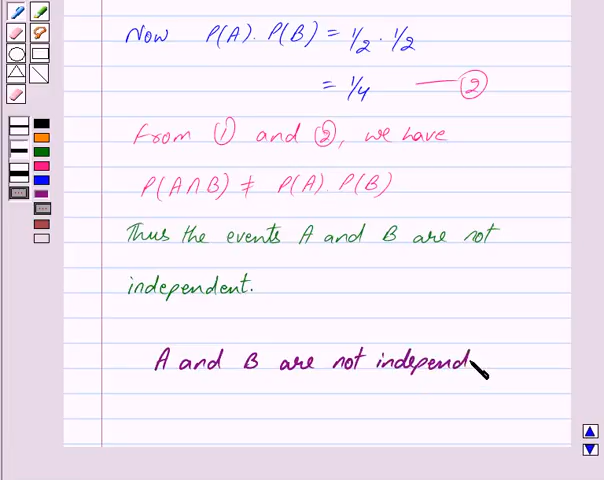 Now P(A). P(B) = 1/2 . 1/2
= 1/4 — ②
From ① and ②, we have
P(A∩B) ≠ P(A). P(B)
Thus the events A and B are not
independent.
A and B are not independ